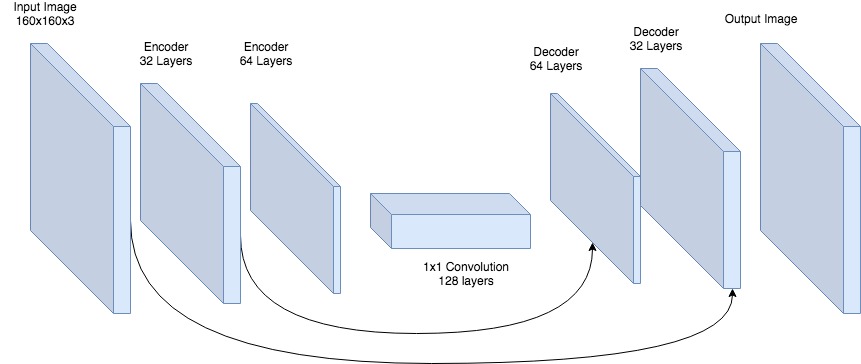 Input Image
160x160x3
Encoder
32 Layers
Encoder
64 Layers
1x1 Convolution
128 layers
Decoder
64 Layers
Decoder
32 Layers
Output Image